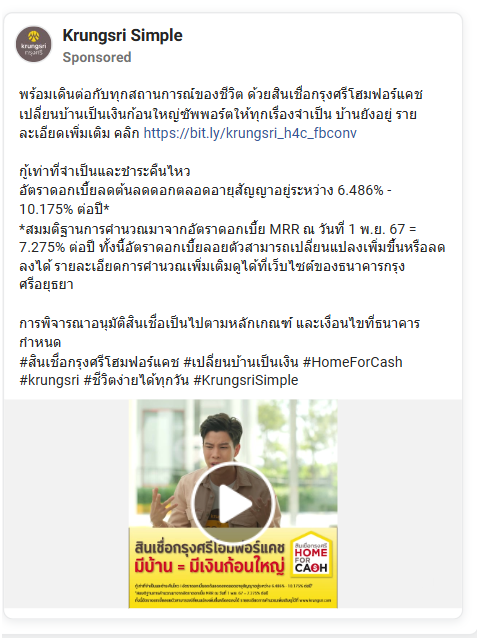 Krungsri Simple
krungsri
กรุงศรี
Sponsored
พร้อมเดินต่อกับทุกสถานการณ์ของชีวิต ด้วยสินเชื่อกรุงศรีโฮมฟอร์แคช
เปลี่ยนบ้านเป็นเงินก้อนใหญ่ซัพพอร์ตให้ทุกเรื่องจำเป็น บ้านยังอยู่ ราย
ละเอียดเพิ่มเติม คลิก https://bit.ly/krungsri_h4c_fbconv
กู้เท่าที่จำเป็นและชำระคืนไหว
อัตราดอกเบี้ยลดต้นลดดอกตลอดอายุสัญญาอยู่ระหว่าง 6.486% -
10.175% ต่อปี*
*สมมติฐานการคำนวณมาจากอัตราดอกเบี้ย MRR ณ วันที่ 1 พ.ย. 67 =
7.275% ต่อปี ทั้งนี้อัตราดอกเบี้ยลอยตัวสามารถเปลี่ยนแปลงเพิ่มขึ้นหรือลด
ลงได้ รายละเอียดการคำนวณเพิ่มเติมดูได้ที่เว็บไซต์ของธนาคารกรุง
ศรีอยุธยา
การพิจารณาอนุมัติสินเชื่อเป็นไปตามหลักเกณฑ์ และเงื่อนไขที่ธนาคาร
กำหนด
#สินเชื่อกรุงศรีโฮมฟอร์แคช #เปลี่ยนบ้านเป็นเงิน #HomeForCash
#krungsri #ชีวิตง่ายได้ทุกวัน #KrungsriSimple
สินเชื่อกรุงศรีโฮมฟอร์แคช
มีบ้าน = มีเงินก้อนใหญ่
สินเชื่อกรุงศรี
HOME
FOR
CASH